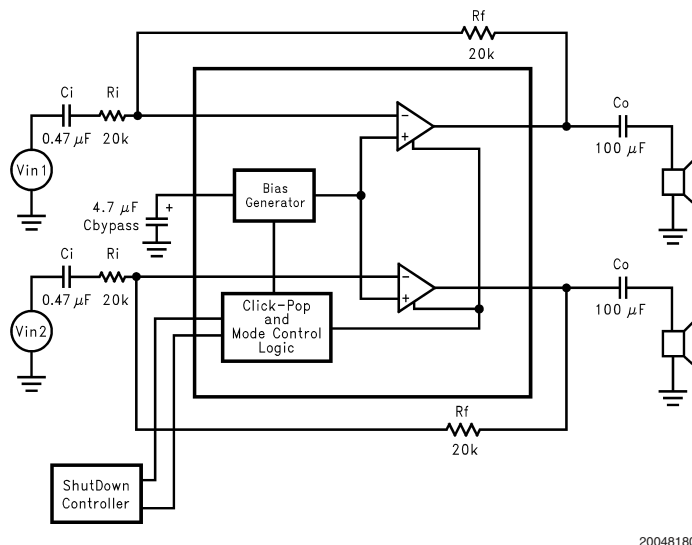 Rf
20k
Ci
Ri
Co
0.47 μF
20k
100 μF
Vin1
-
+
Bias
Generator
4.7 μF
+
Cbypass
Ci
Ri
Co
0.47 μF
20k
100 μF
Vin2
-
+
Click-Pop
and
Mode Control
Logic
Rf
20k
ShutDown
Controller
20048180